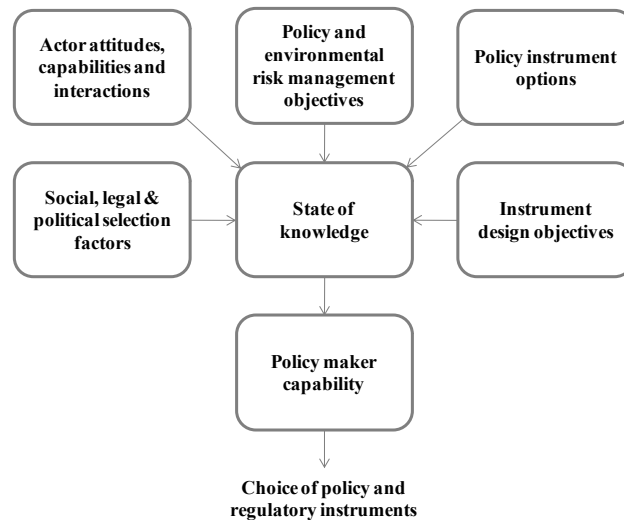 Actor attitudes,
capabilities and
interactions
Policy and
environmental
risk management
objectives
Policy instrument
options
Social, legal &
political selection
factors
State of
knowledge
Instrument
design objectives
Policy maker
capability
Choice of policy and
regulatory instruments